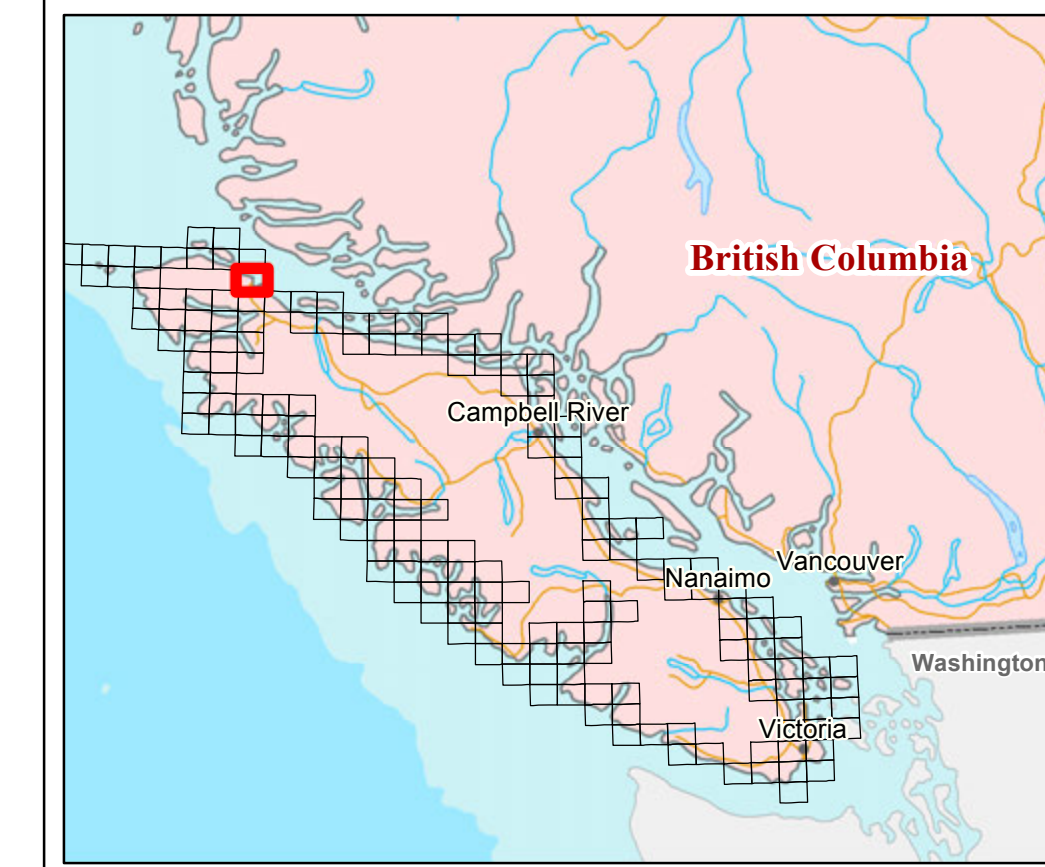 British Columbia
Campbell River
Vancouver
Nanaimo
Washington
Victoria